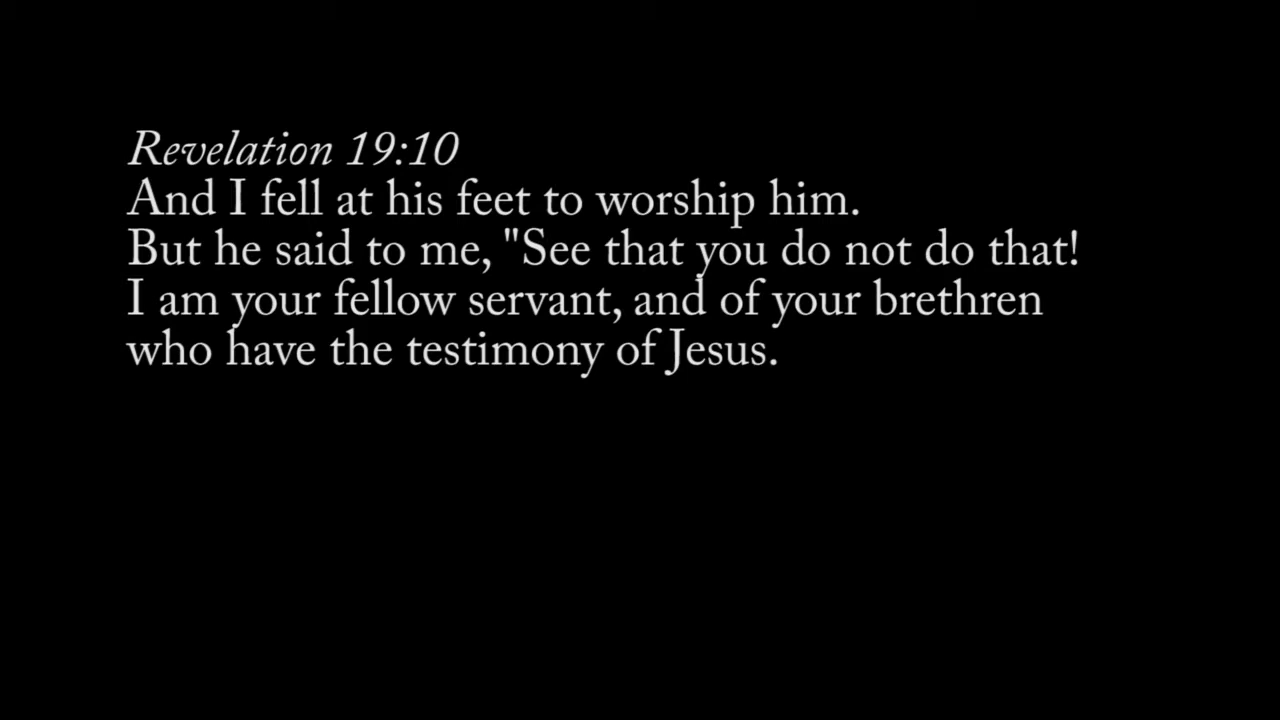 Revelation 19:10
And I fell at his feet to worship him.
But he said to me, "See that you do not do that!
I am your fellow servant, and of your brethren
who have the testimony of Jesus.